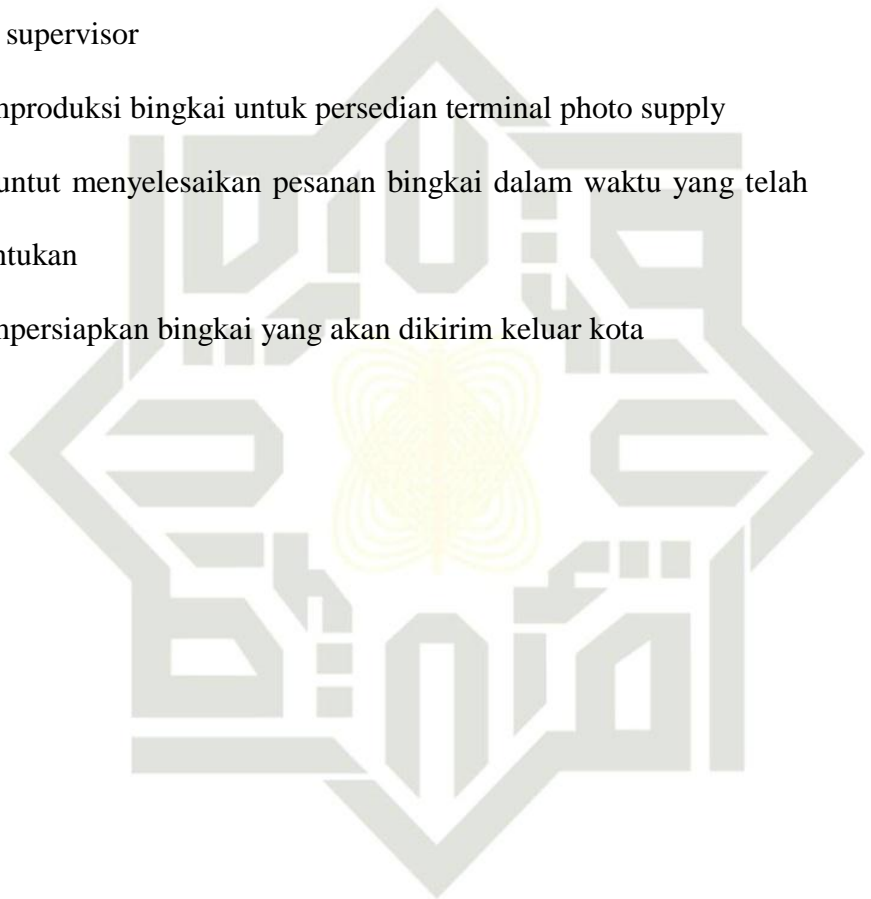 supervisor
nproduksi bingkai untuk persedian terminal photo supply
untut menyelesaikan pesanan bingkai dalam waktu yang telah
ntukan
npersiapkan bingkai yang akan dikirim keluar kota